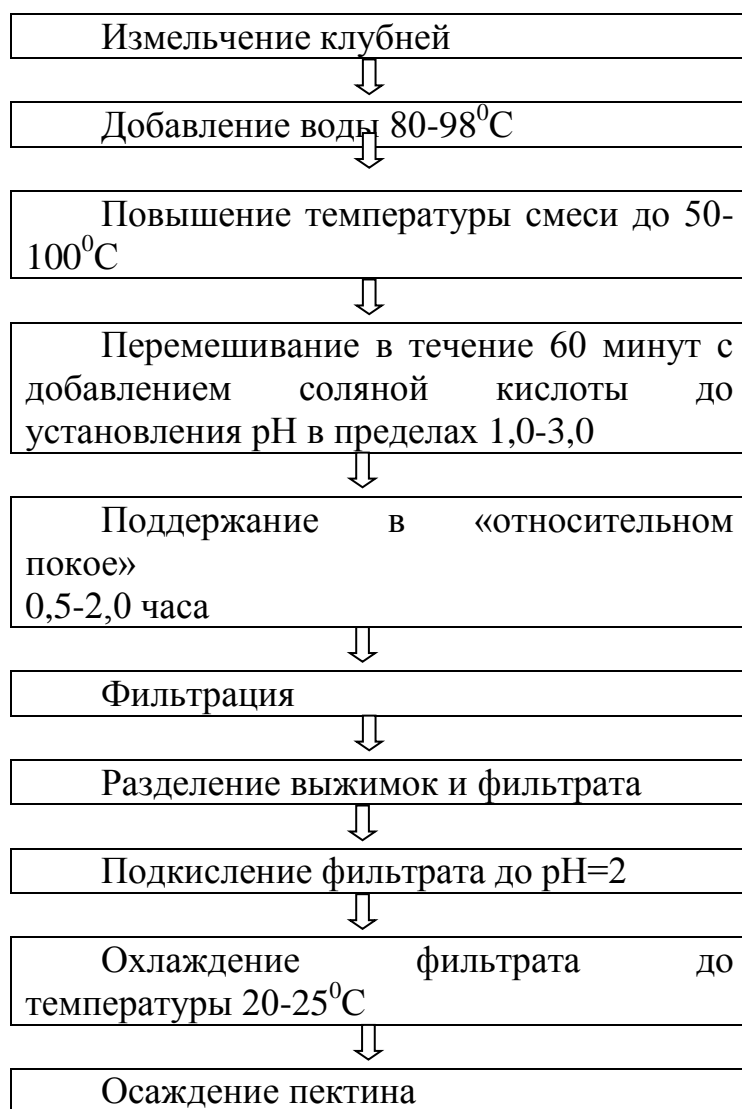 Измельчение клубней
Добавление воды 80-98⁰С
Повышение температуры смеси до 50-
100⁰С
Перемешивание в течение 60 минут с
добавлением соляной кислоты до
установления рН в пределах 1,0-3,0
Поддержание в «относительном
покое»
0,5-2,0 часа
Фильтрация
Разделение выжимок и фильтрата
Подкисление фильтрата до рН=2
Охлаждение фильтрата до
температуры 20-25⁰С
Осаждение пектина